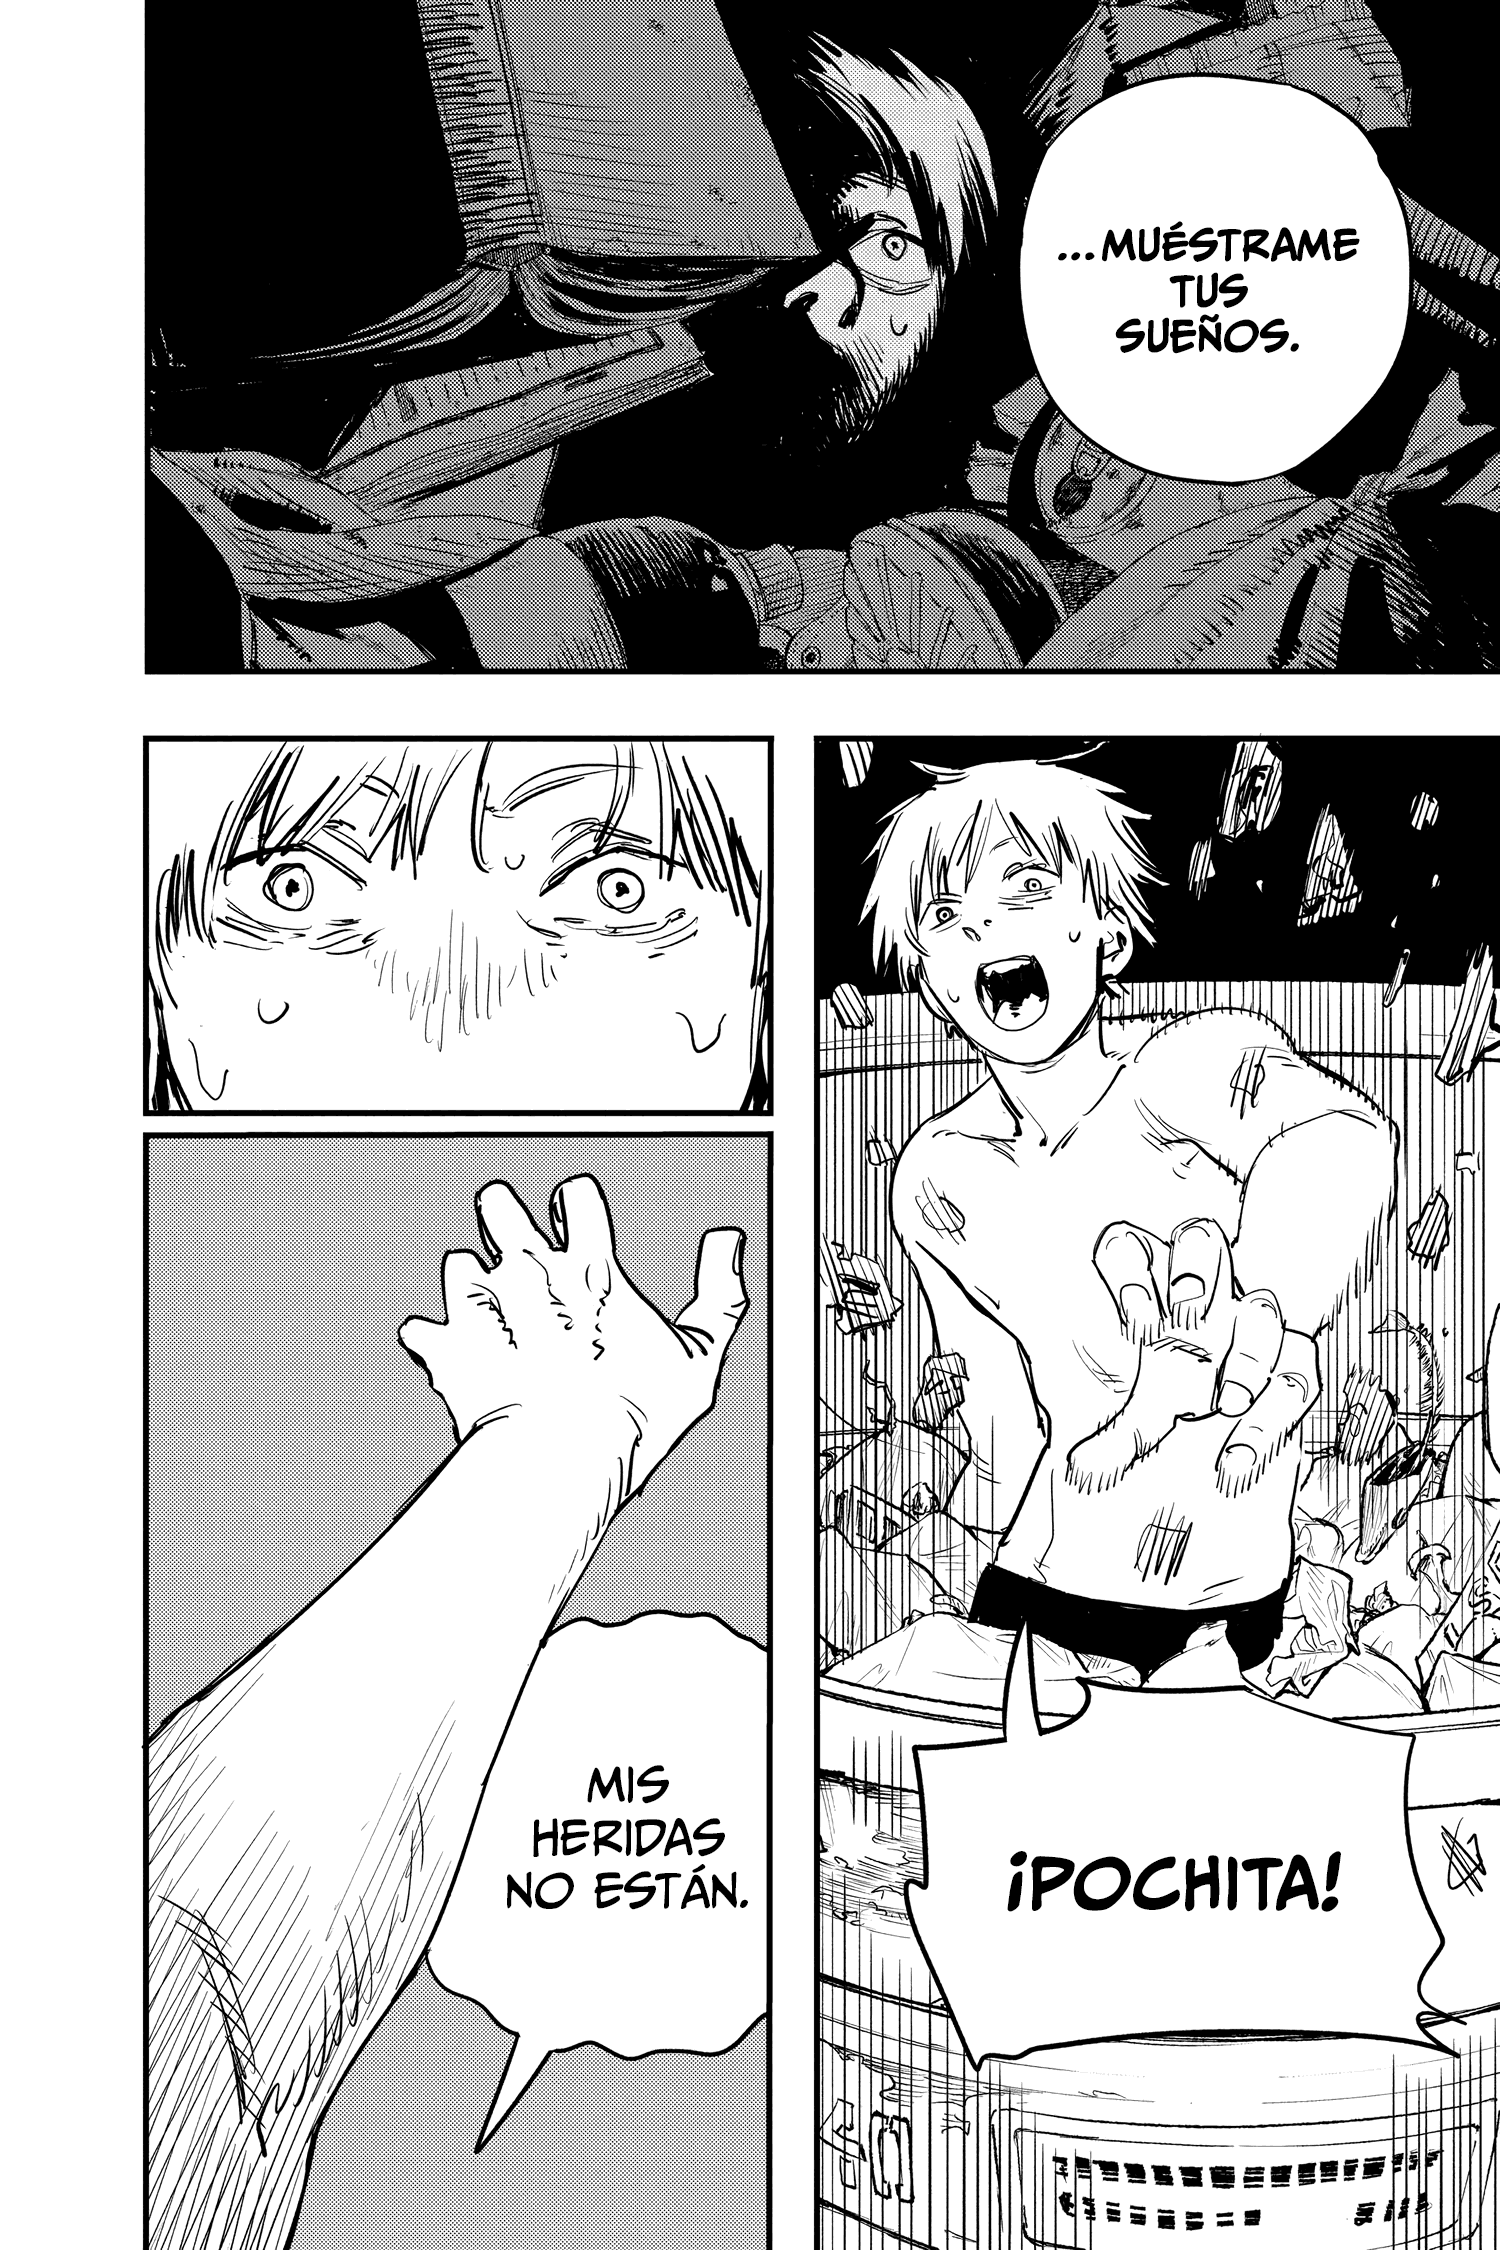 ...MUÉSTRAME
TUS
SUEÑOS.
¡POCHITA!
MIS
HERIDAS
NO ESTÁN.